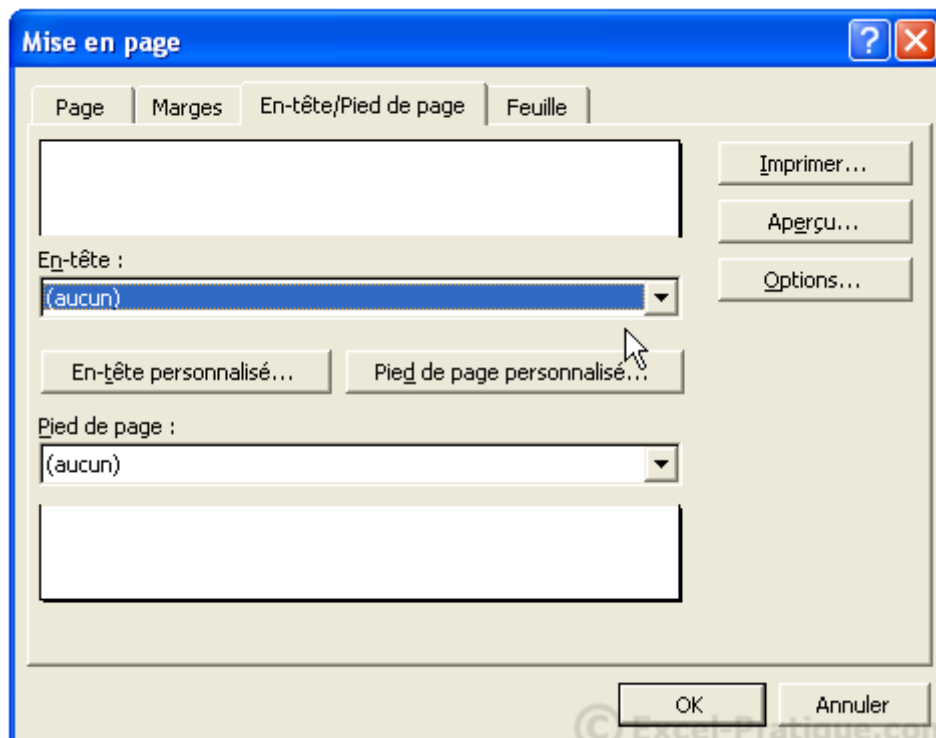 Mise en page
Page Marges En-tête/Pied de page Feuille
Imprimer...
Aperçu...
Options...
En-tête :
(aucun)
En-tête personnalisé... Pied de page personnalisé...
Pied de page :
(aucun)
OK Annuler
© Excel-Pratique.com